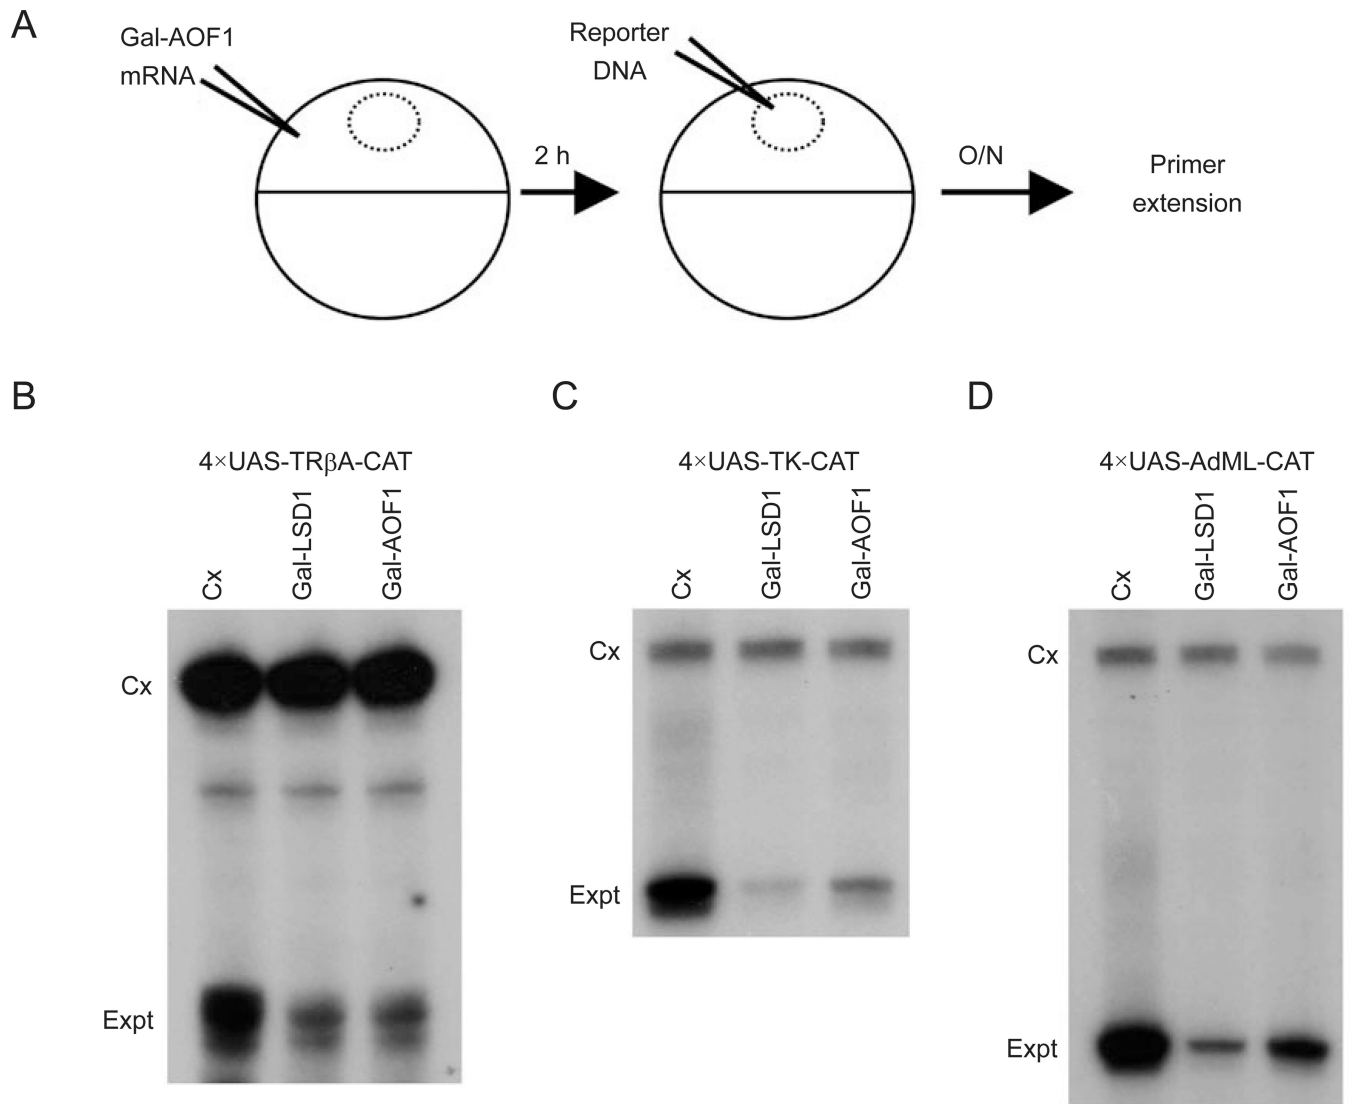 A
Gal-AOF1
mRNA
2 h
Reporter
DNA
O/N
Primer
extension
B
4×UAS-TRβA-CAT
Cx
Gal-LSD1
Gal-AOF1
Cx
Expt
C
4×UAS-TK-CAT
Cx
Gal-LSD1
Gal-AOF1
Cx
Expt
D
4×UAS-AdML-CAT
Cx
Gal-LSD1
Gal-AOF1
Cx
Expt